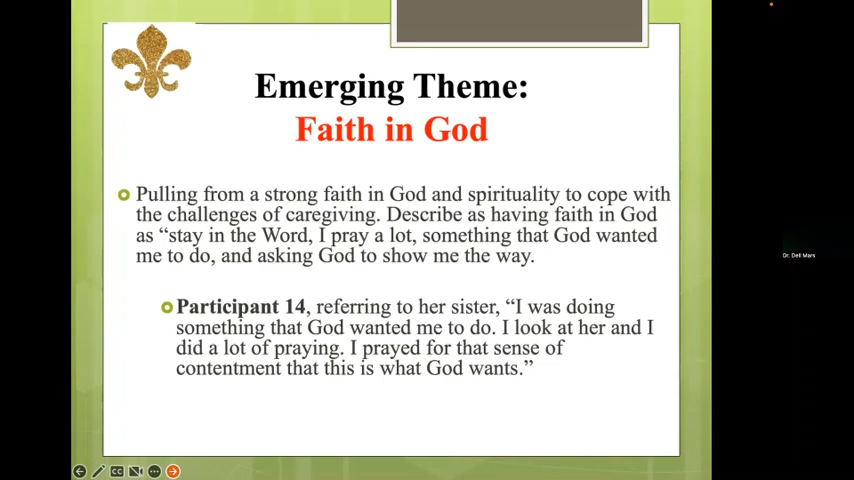 Emerging Theme:
Faith in God
Pulling from a strong faith in God and spirituality to cope with
the challenges of caregiving. Describe as having faith in God
as “stay in the Word, I pray a lot, something that God wanted
me to do, and asking God to show me the way.
Participant 14, referring to her sister, “I was doing
something that God wanted me to do. I look at her and I
did a lot of praying. I prayed for that sense of
contentment that this is what God wants.”
Dr. Dell Mars
CC